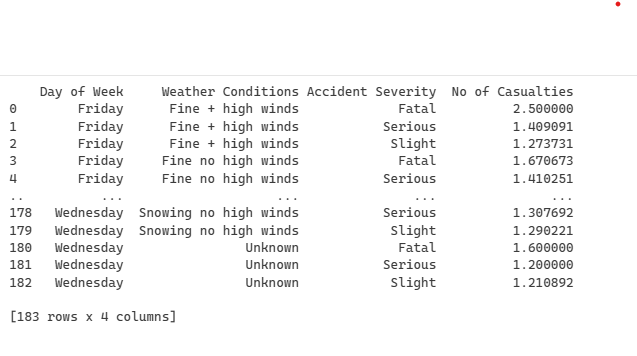 Day of Week Weather Conditions Accident Severity No of Casualties
0 Friday Fine + high winds Fatal 2.500000
1 Friday Fine + high winds Serious 1.409091
2 Friday Fine + high winds Slight 1.273731
3 Friday Fine no high winds Fatal 1.670673
4 Friday Fine no high winds Serious 1.410251
.. ... ... ... ...
178 Wednesday Snowing no high winds Serious 1.307692
179 Wednesday Snowing no high winds Slight 1.290221
180 Wednesday Unknown Fatal 1.600000
181 Wednesday Unknown Serious 1.200000
182 Wednesday Unknown Slight 1.210892
[183 rows x 4 columns]